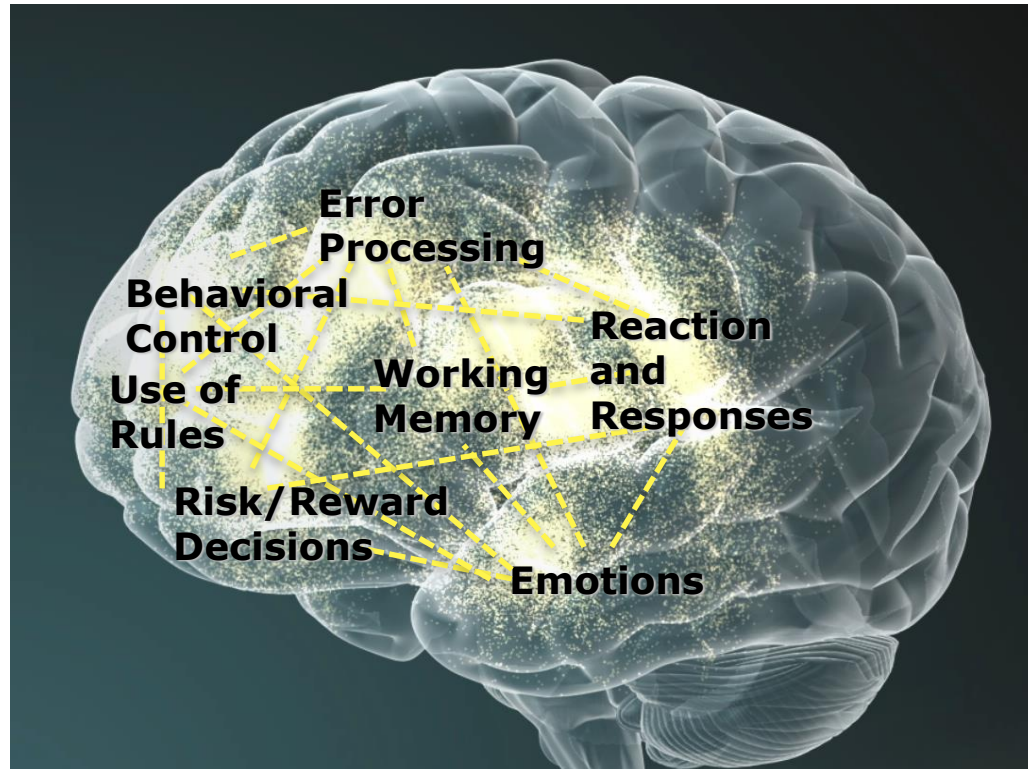 Error
Processing
Behavioral
Control
Reaction
and
Responses
Working
Memory
Use of
Rules
Risk/Reward
Decisions
Emotions